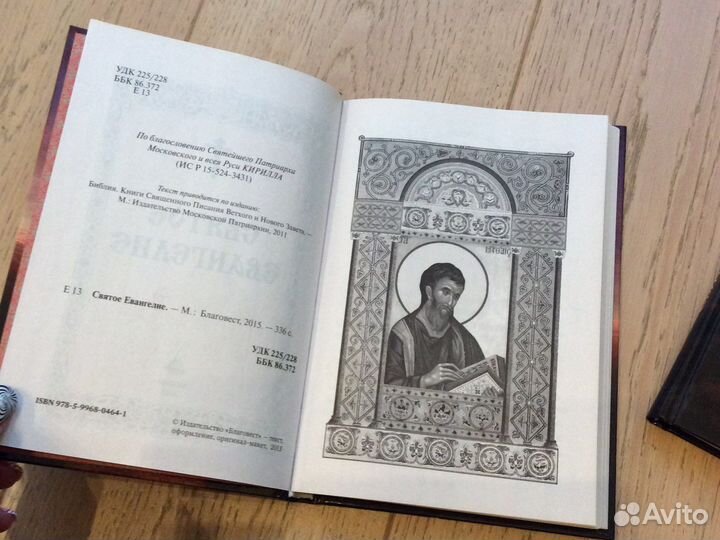 УДК 225/228
ББК 86.372
Е 13
По благословению Святейшего Патриарха
Московского и всея Руси КИРИЛЛА
(ИС Р 15-524-3431)
Текст приводится по изданию:
Библия. Книги Священного Писания Ветхого и Нового Завета. —
М.: Издательство Московской Патриархии, 2011
Е 13 Святое Евангелие. — М.: Благовест, 2015. — 336 с.
УДК 225/228
ББК 86.372
ISBN 978-5-9968-0464-1
© Издательство «Благовест» – текст,
оформление, оригинал-макет, 2013
Avito